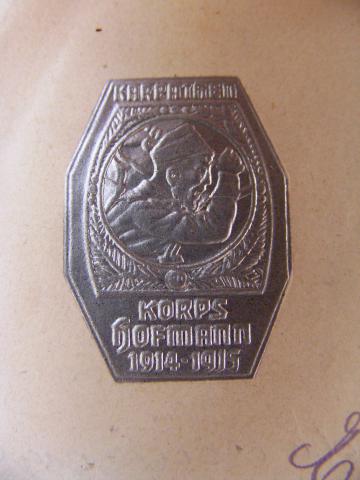 KARPATHEN
KORPS
HOFMANN
1914-1915